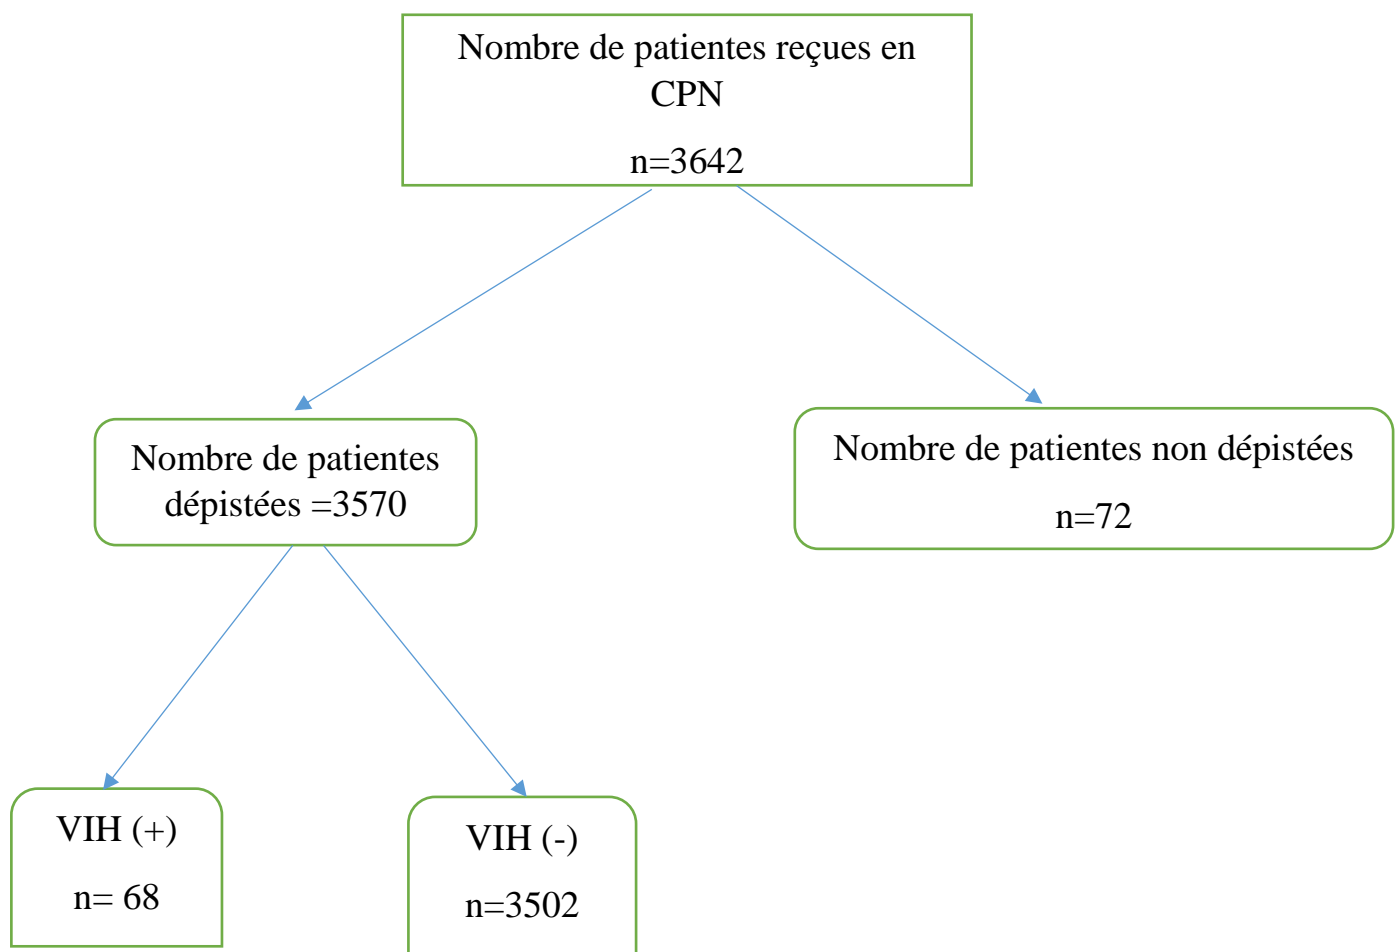 Nombre de patientes reçues en
CPN
n=3642
Nombre de patientes
dépistées =3570
Nombre de patientes non dépistées
n=72
VIH (+)
n= 68
VIH (-)
n=3502